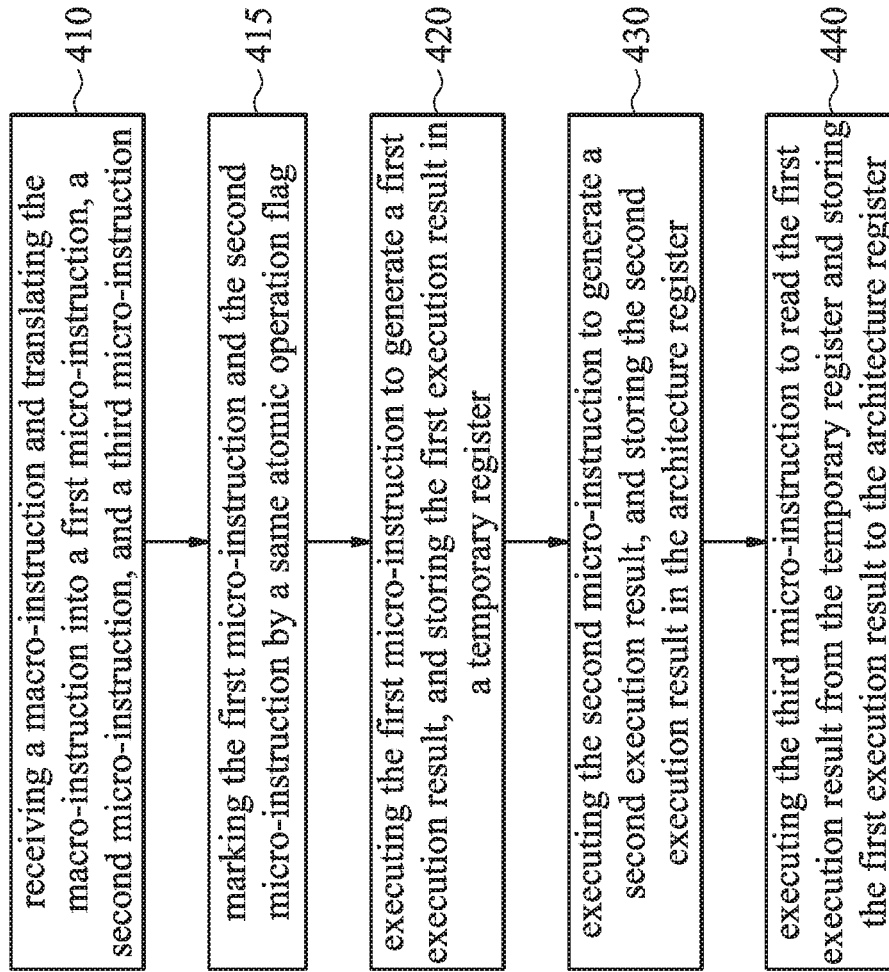 receiving a macro-instruction and translating the
macro-instruction into a first micro-instruction, a
second micro-instruction, and a third micro-instruction
410
marking the first micro-instruction and the second
micro-instruction by a same atomic operation flag
415
executing the first micro-instruction to generate a first
execution result, and storing the first execution result in
a temporary register
420
executing the second micro-instruction to generate a
second execution result, and storing the second
execution result in the architecture register
430
executing the third micro-instruction to read the first
execution result from the temporary register and storing
the first execution result to the architecture register
440